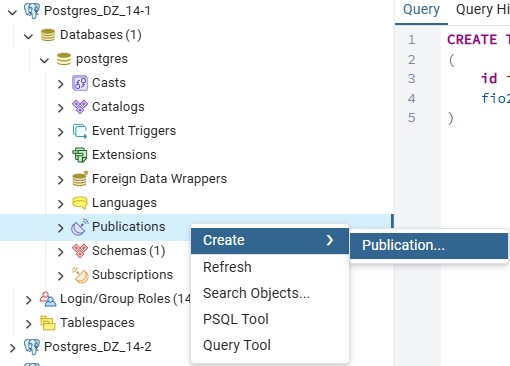 Postgres_DZ_14-1
Databases (1)
postgres
Casts
Catalogs
Event Triggers
Extensions
Foreign Data Wrappers
Languages
Publications
Schemas (1)
Subscriptions
Login/Group Roles (14
Tablespaces
Postgres_DZ_14-2
Create
Refresh
Search Objects...
PSQL Tool
Query Tool
Publication...
Query Query Hi
1 CREATE T
2 (
3 id
4 fio2
5 )